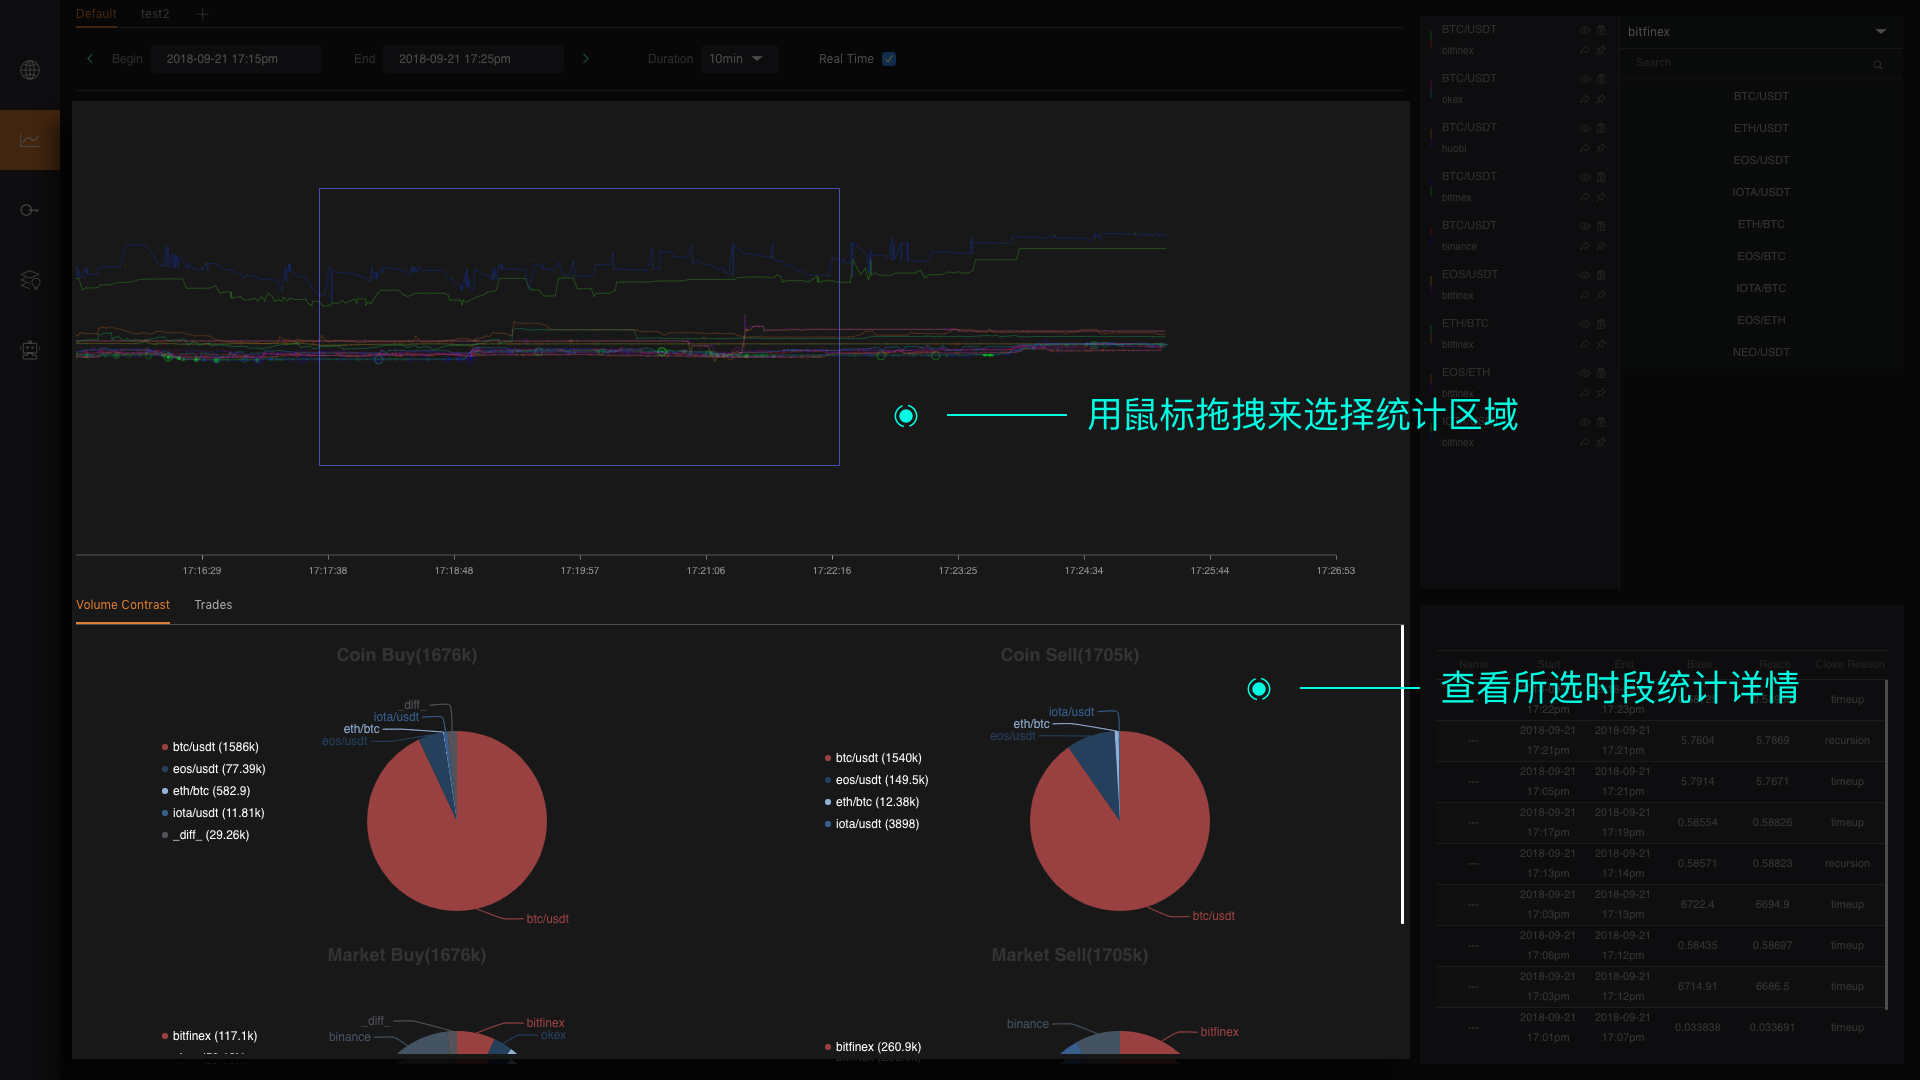 Default
test2
Begin
2018-09-21 17:15pm
End
2018-09-21 17:25pm
Duration
10min
Real Time
17:16:29
17:17:38
17:18:48
17:19:57
17:21:06
17:22:16
17:23:25
17:24:34
17:25:44
17:26:53
用鼠标拖拽来选择统计区域
Volume Contrast
Trades
Coin Buy(1676k)
_diff_
iota/usdt
eth/btc
eos/usdt
btc/usdt (1586k)
eos/usdt (77.39k)
eth/btc (582.9)
iota/usdt (11.81k)
_diff_ (29.26k)
btc/usdt
Coin Sell(1705k)
iota/usdt
eth/btc
eos/usdt
btc/usdt (1540k)
eos/usdt (149.5k)
eth/btc (12.38k)
iota/usdt (3898)
btc/usdt
查看所选时段统计详情
Market Buy(1676k)
_diff_
binance
bitfinex
okex
bitfinex (117.1k)
Market Sell(1705k)
binance
bitfinex
bitfinex (260.9k)
BTC/USDT
bitfinex
BTC/USDT
okex
BTC/USDT
huobi
BTC/USDT
bitmex
BTC/USDT
binance
EOS/USDT
bitfinex
ETH/BTC
bitfinex
EOS/ETH
bitfinex
bitfinex
bitfinex
Search
BTC/USDT
ETH/USDT
EOS/USDT
IOTA/USDT
ETH/BTC
EOS/BTC
IOTA/BTC
EOS/ETH
NEO/USDT
Name Start End Base Reach Close Reason
timeup
17:22pm 17:23pm
2018-09-21 2018-09-21
--- 5.7604 5.7869 recursion
17:21pm 17:21pm
2018-09-21 2018-09-21
--- 5.7914 5.7671 timeup
17:05pm 17:21pm
2018-09-21 2018-09-21
--- 0.58554 0.58826 timeup
17:17pm 17:19pm
2018-09-21 2018-09-21
--- 0.58571 0.58823 recursion
17:13pm 17:14pm
2018-09-21 2018-09-21
--- 6722.4 6694.9 timeup
17:03pm 17:13pm
2018-09-21 2018-09-21
--- 0.58435 0.58697 timeup
17:06pm 17:12pm
2018-09-21 2018-09-21
--- 6714.91 6686.5 timeup
17:03pm 17:12pm
2018-09-21 2018-09-21
--- 0.033838 0.033691 timeup
17:01pm 17:07pm